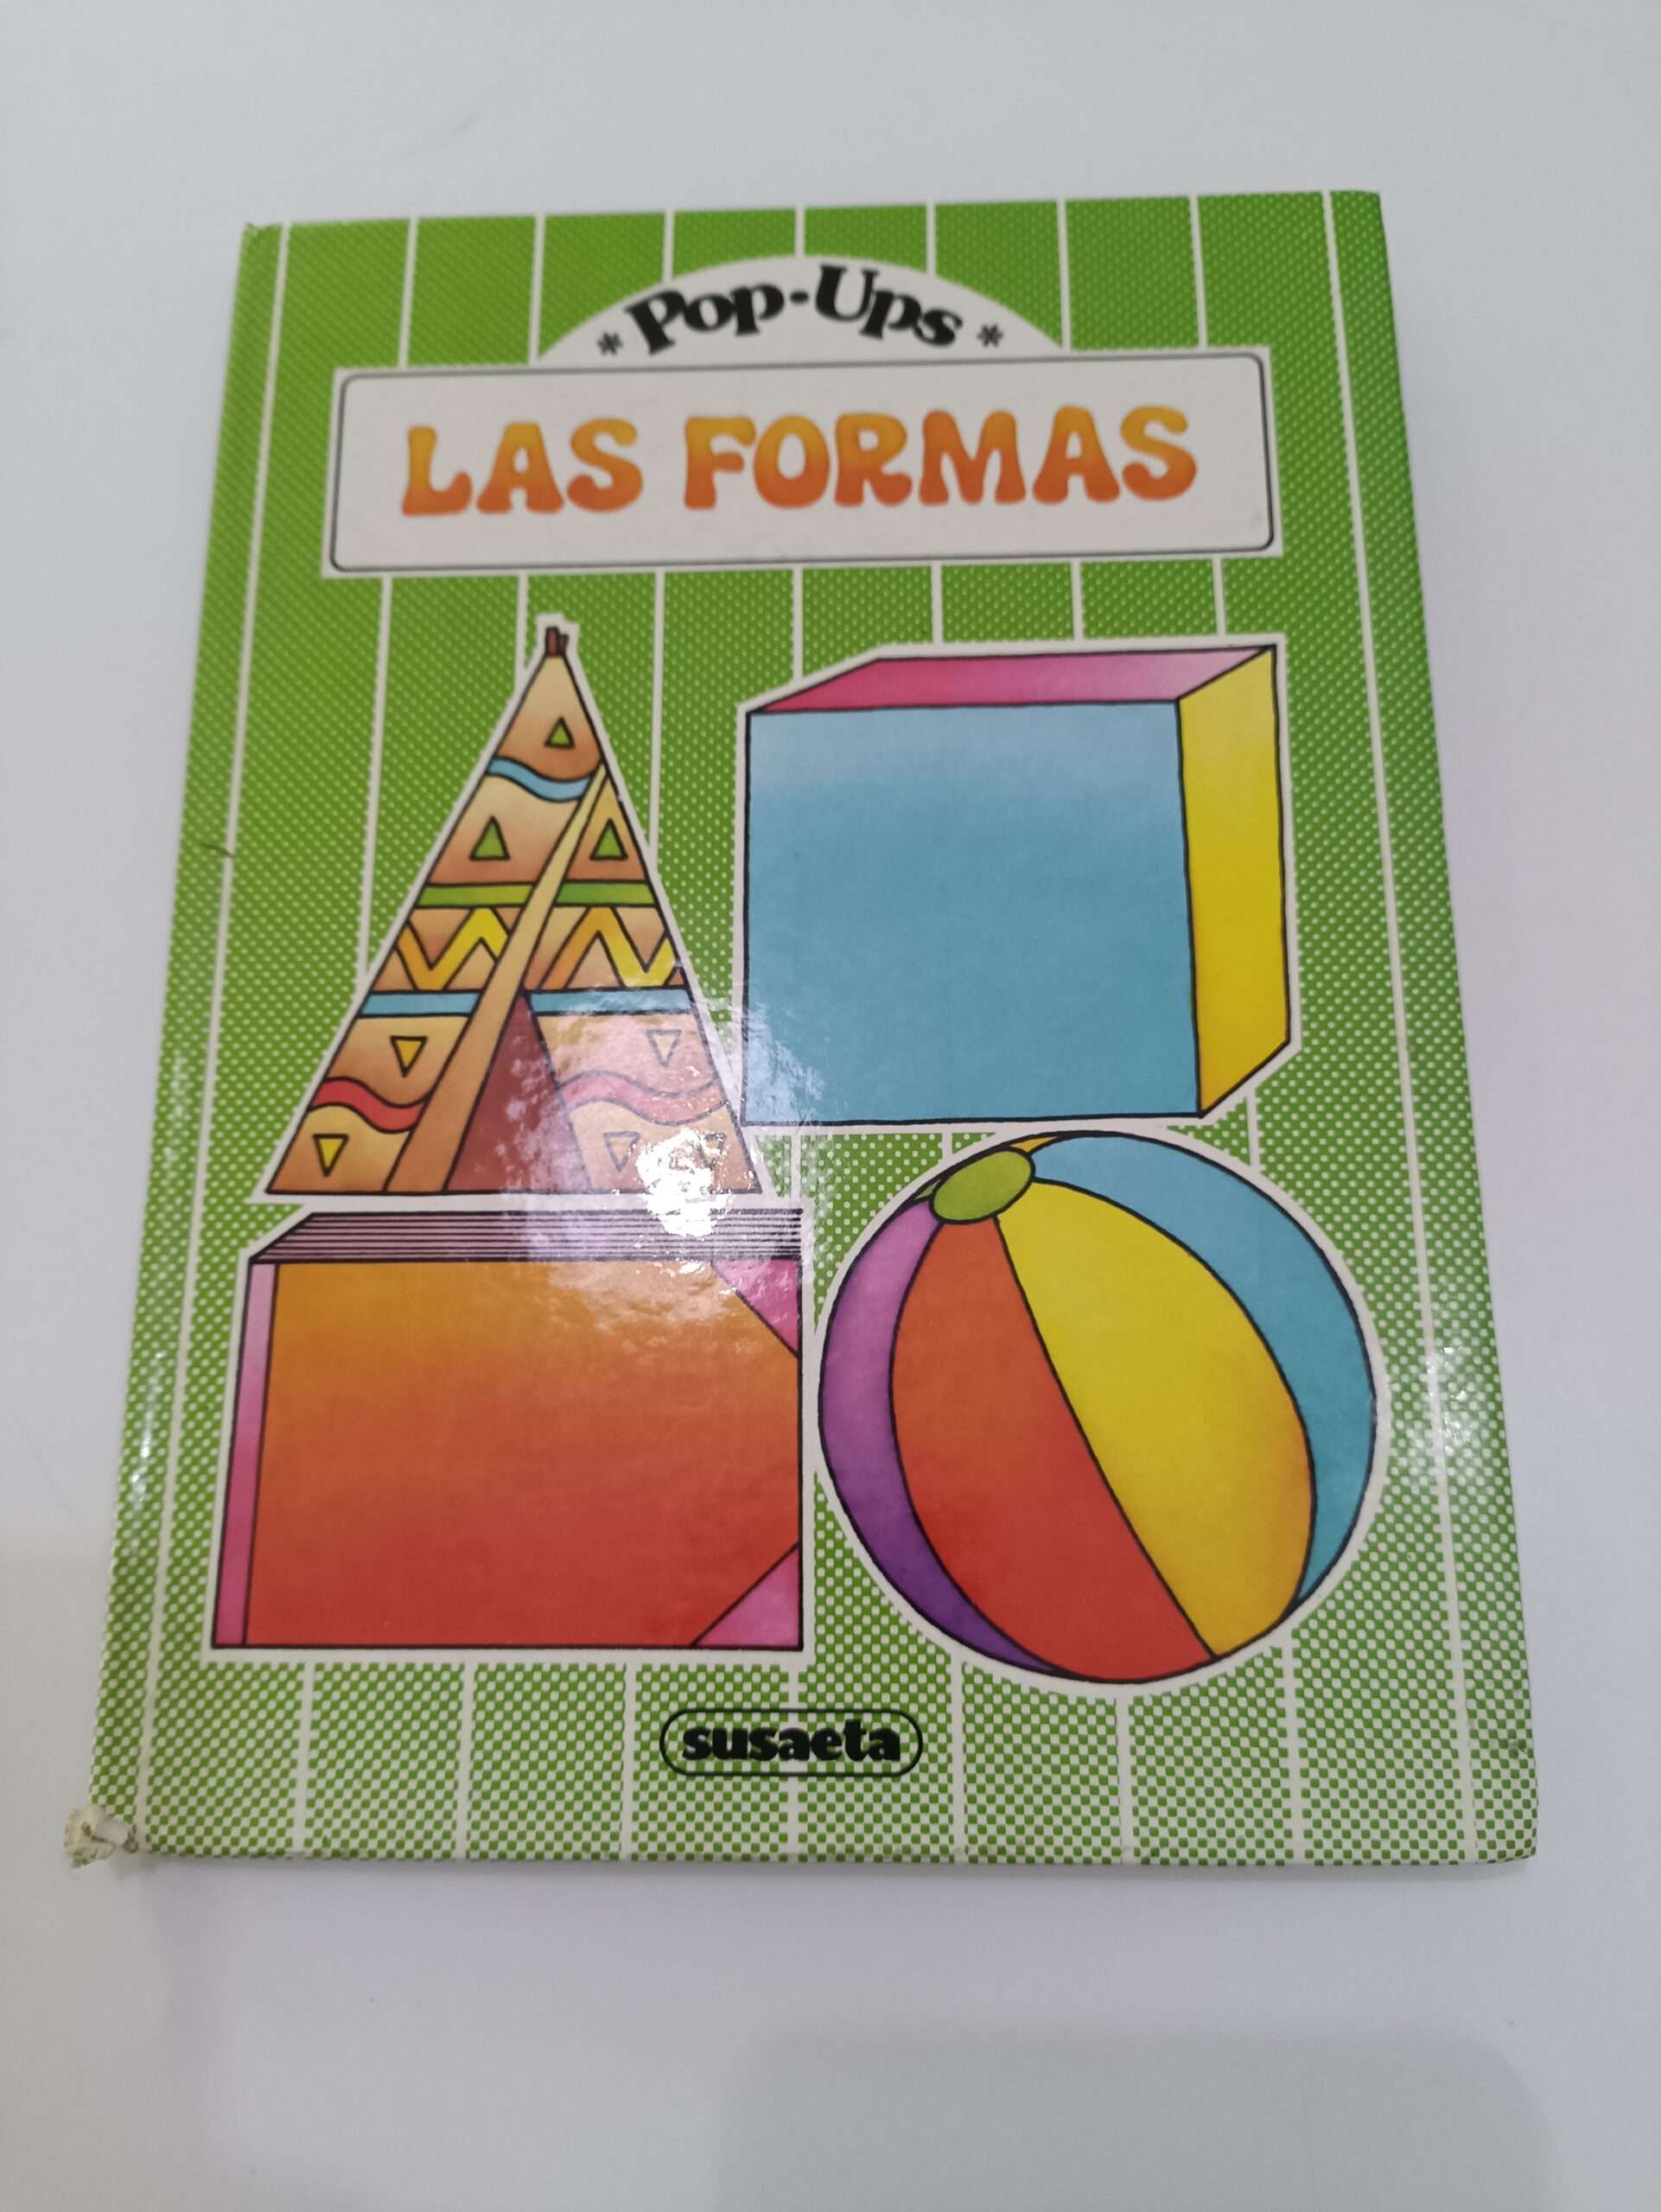 * Pop-Ups *
LAS FORMAS
susaeta